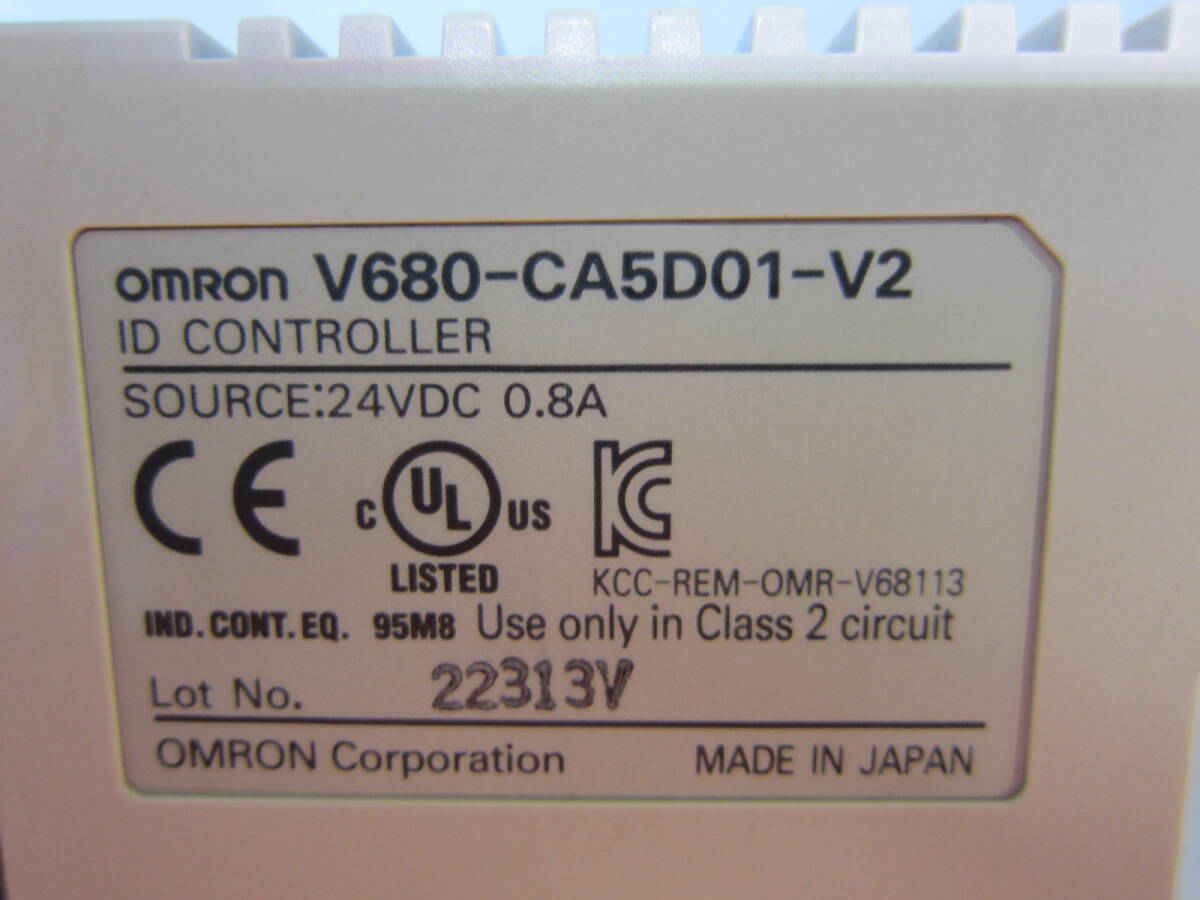 omron V680-CA5D01-V2
ID CONTROLLER
SOURCE:24VDC 0.8A
CE C UL US KC
LISTED KCC-REM-OMR-V68113
IND.CONT.EQ. 95M8 Use only in Class 2 circuit
Lot No. 22313V
OMRON Corporation MADE IN JAPAN